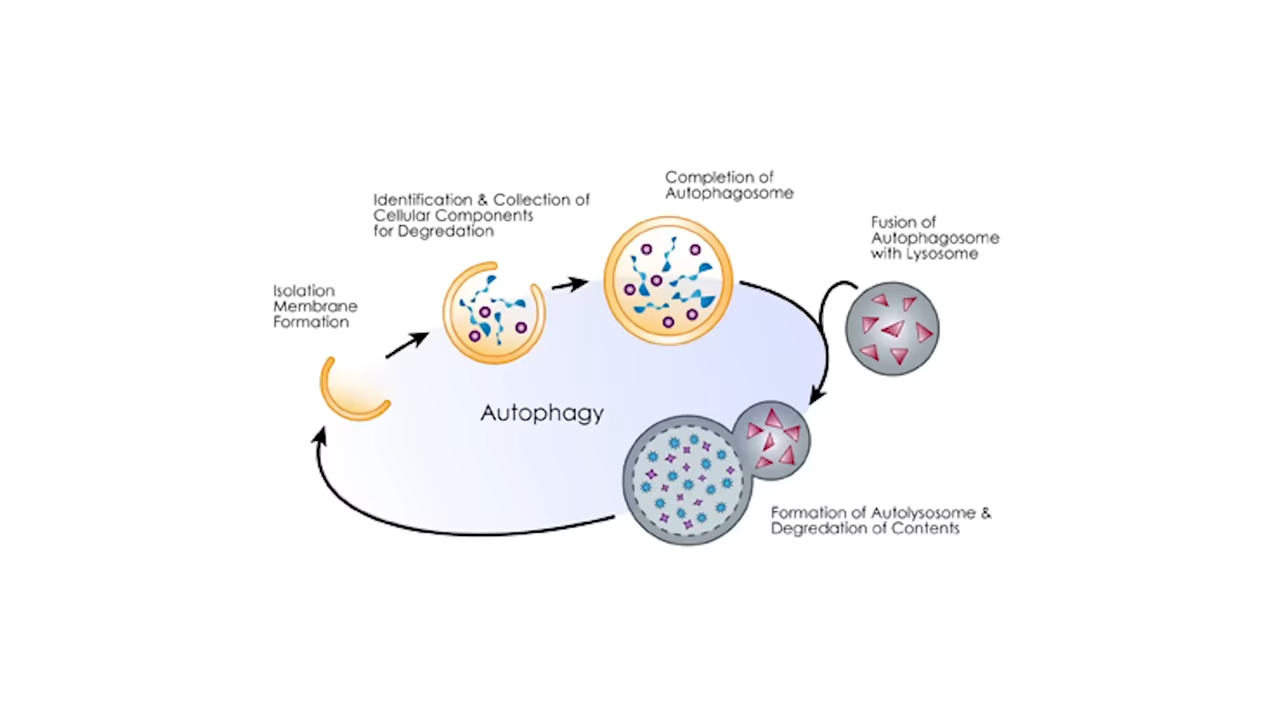 Isolation
Membrane
Formation
Identification & Collection of
Cellular Components
for Degredation
Completion of
Autophagosome
Fusion of
Autophagosome
with Lysosome
Autophagy
Formation of Autolysosome &
Degredation of Contents